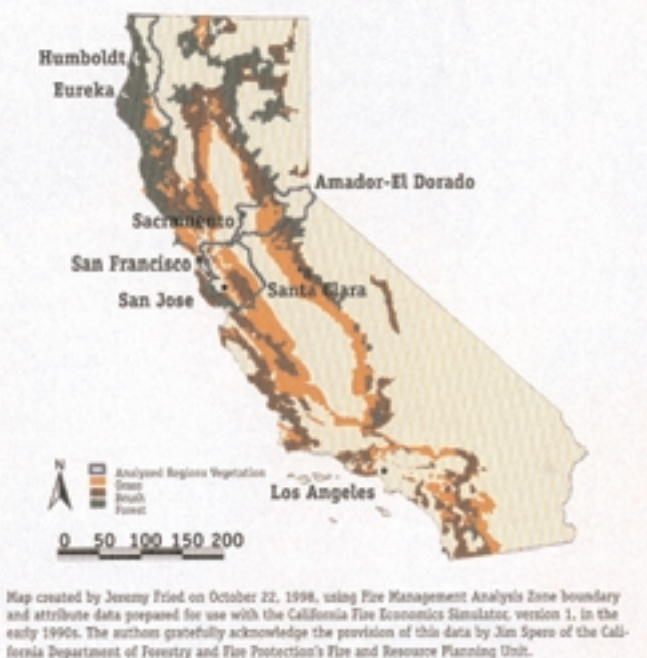 Humboldt
Eureka
Amador-El Dorado
Sacramento
San Francisco
Santa Clara
San Jose
N
Analyzed Regions Vegetation
Grass
Brush
Forest
Los Angeles
0 50 100 150 200
Map created by Jeremy Fried on October 22, 1998, using Fire Management Analysis Zone boundary
and attribute data prepared for use with the California Fire Economics Simulator, version 1, in the
early 1990s. The authors gratefully acknowledge the provision of this data by Jim Spero of the Cali-
fornia Department of Forestry and Fire Protection's Fire and Resource Planning Unit.